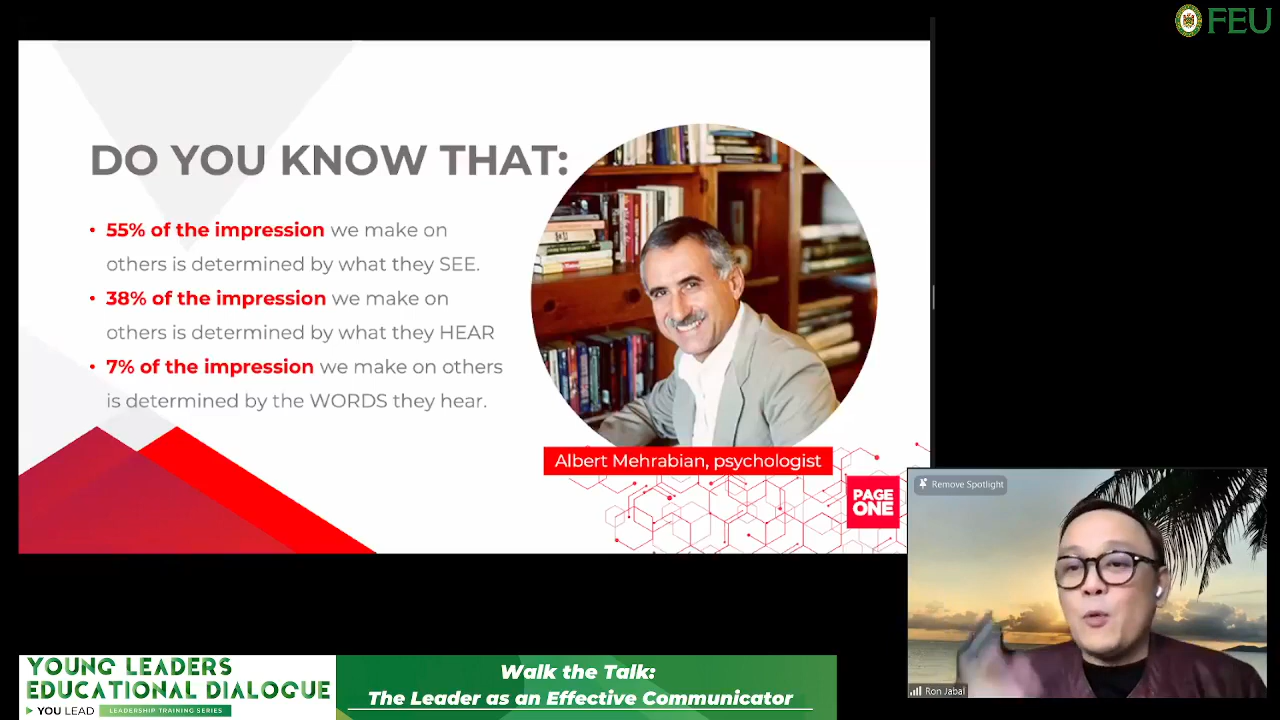 FEU
DO YOU KNOW THAT:
• 55% of the impression we make on
others is determined by what they SEE.
• 38% of the impression we make on
others is determined by what they HEAR
• 7% of the impression we make on others
is determined by the WORDS they hear.
Albert Mehrabian, psychologist
PAGE
ONE
Remove Spotlight
Ron Jabal
YOUNG LEADERS
EDUCATIONAL DIALOGUE
YOU LEAD LEADERSHIP TRAINING SERIES
Walk the Talk:
The Leader as an Effective Communicator